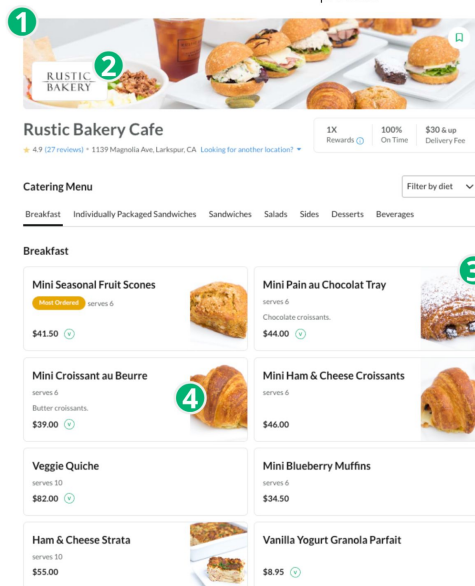 1
RUSTIC
BAKERY
2
Rustic Bakery Cafe
4.9 (27 reviews) • 1139 Magnolia Ave, Larkspur, CA Looking for another location?
1X
Rewards
100%
On Time
$30 & up
Delivery Fee
Catering Menu
Filter by diet
Breakfast Individually Packaged Sandwiches Sandwiches Salads Sides Desserts Beverages
Breakfast
Mini Seasonal Fruit Scones
Most Ordered serves 6
$41.50 V
Mini Pain au Chocolat Tray
serves 6
Chocolate croissants.
$44.00 V
3
Mini Croissant au Beurre
serves 6
Butter croissants.
$39.00 V
4
Mini Ham & Cheese Croissants
serves 6
$46.00
Veggie Quiche
serves 10
$82.00 V
Mini Blueberry Muffins
serves 6
$34.50
Ham & Cheese Strata
serves 10
$55.00
Vanilla Yogurt Granola Parfait
$8.95 V